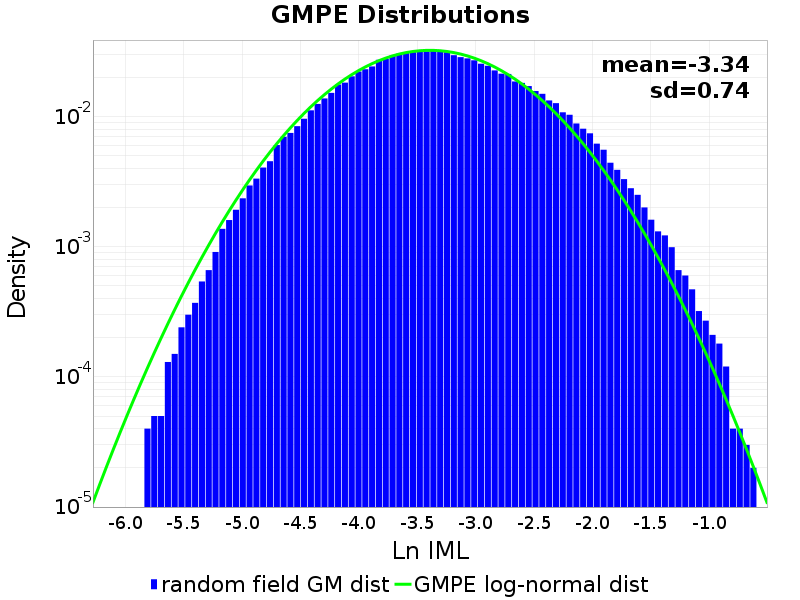 GMPE Distributions
mean=-3.34
sd=0.74
Density
10-2
10-3
10-4
10-5
-6.0 -5.5 -5.0 -4.5 -4.0 -3.5 -3.0 -2.5 -2.0 -1.5 -1.0
Ln IML
random field GM dist GMPE log-normal dist